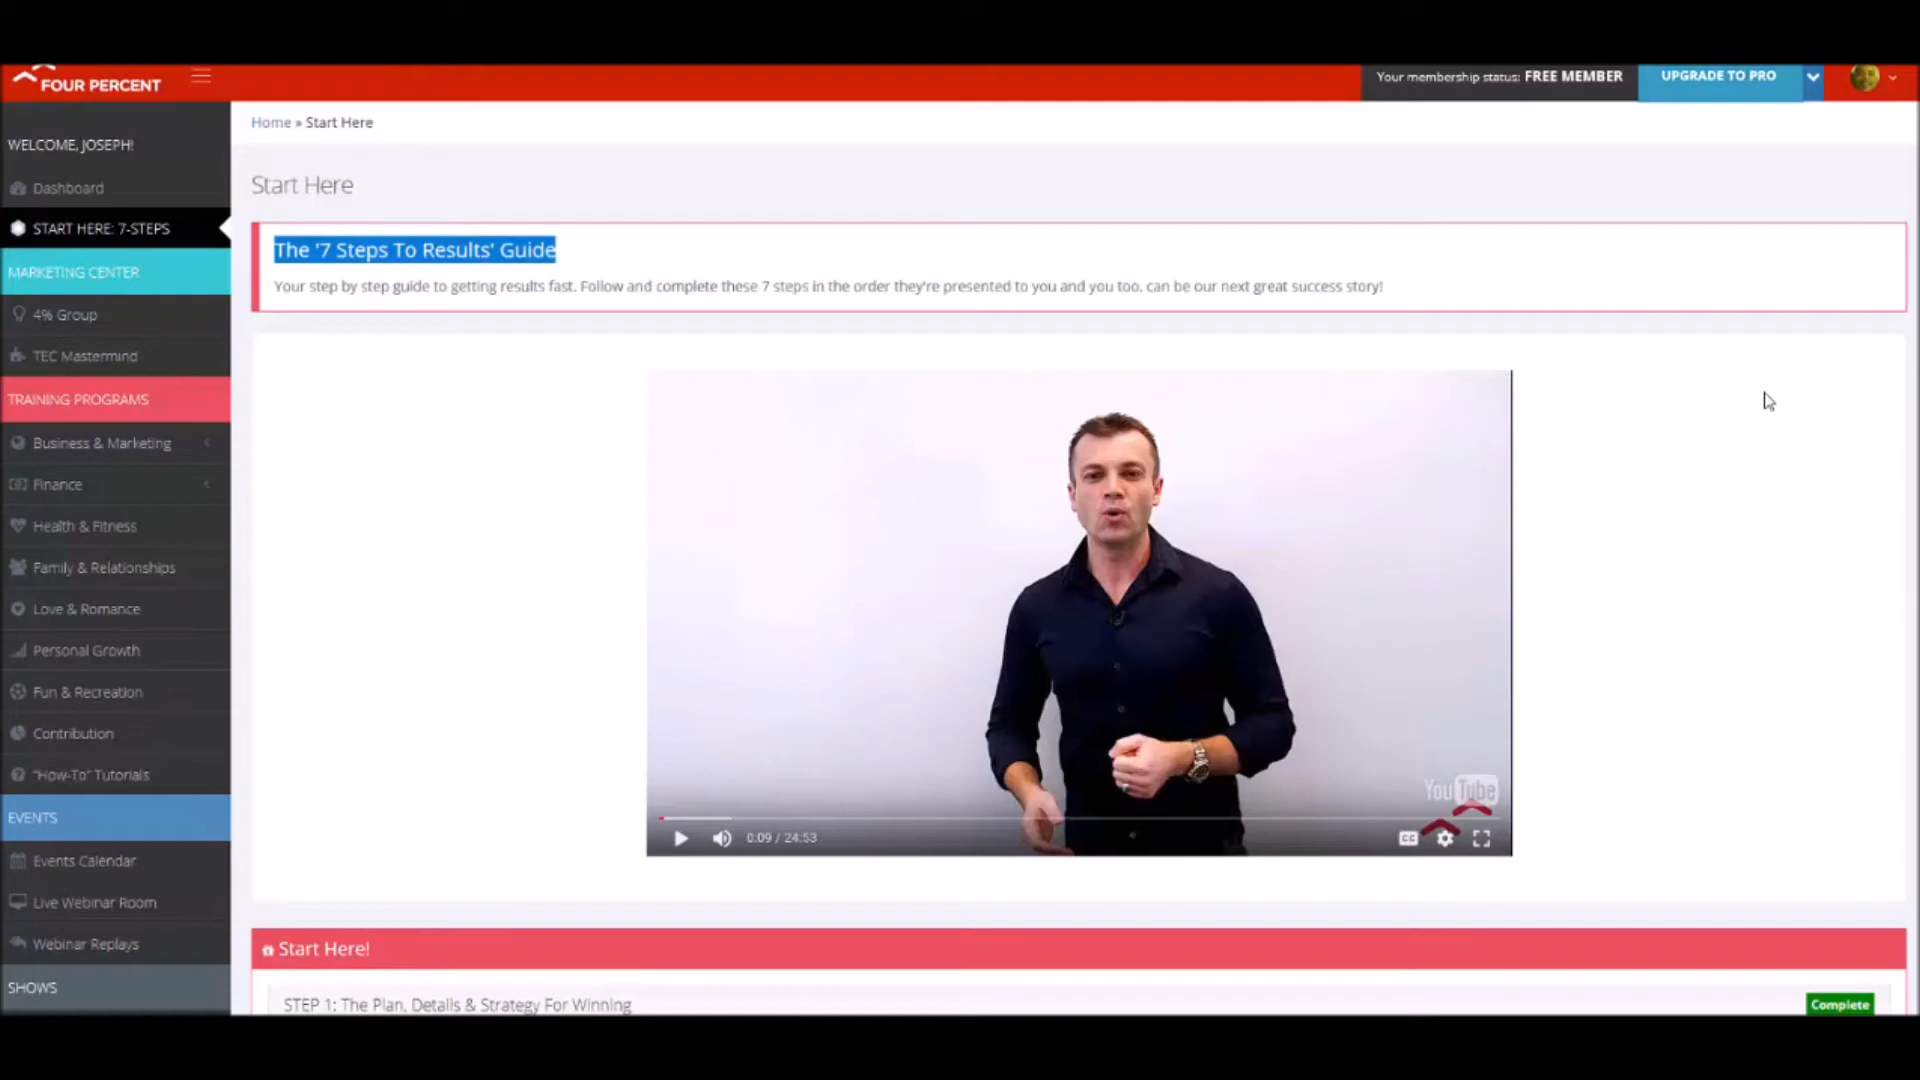 FOUR PERCENT
Your membership status: FREE MEMBER
UPGRADE TO PRO
WELCOME, JOSEPH!
Dashboard
START HERE: 7-STEPS
MARKETING CENTER
4% Group
TEC Mastermind
TRAINING PROGRAMS
Business & Marketing
Finance
Health & Fitness
Family & Relationships
Love & Romance
Personal Growth
Fun & Recreation
Contribution
"How-To" Tutorials
EVENTS
Events Calendar
Live Webinar Room
Webinar Replays
SHOWS
Home » Start Here
Start Here
The '7 Steps To Results' Guide
Your step by step guide to getting results fast. Follow and complete these 7 steps in the order they're presented to you and you too, can be our next great success story!
YouTube
0:09 / 24:53
CC
Start Here!
STEP 1: The Plan, Details & Strategy For Winning
Complete